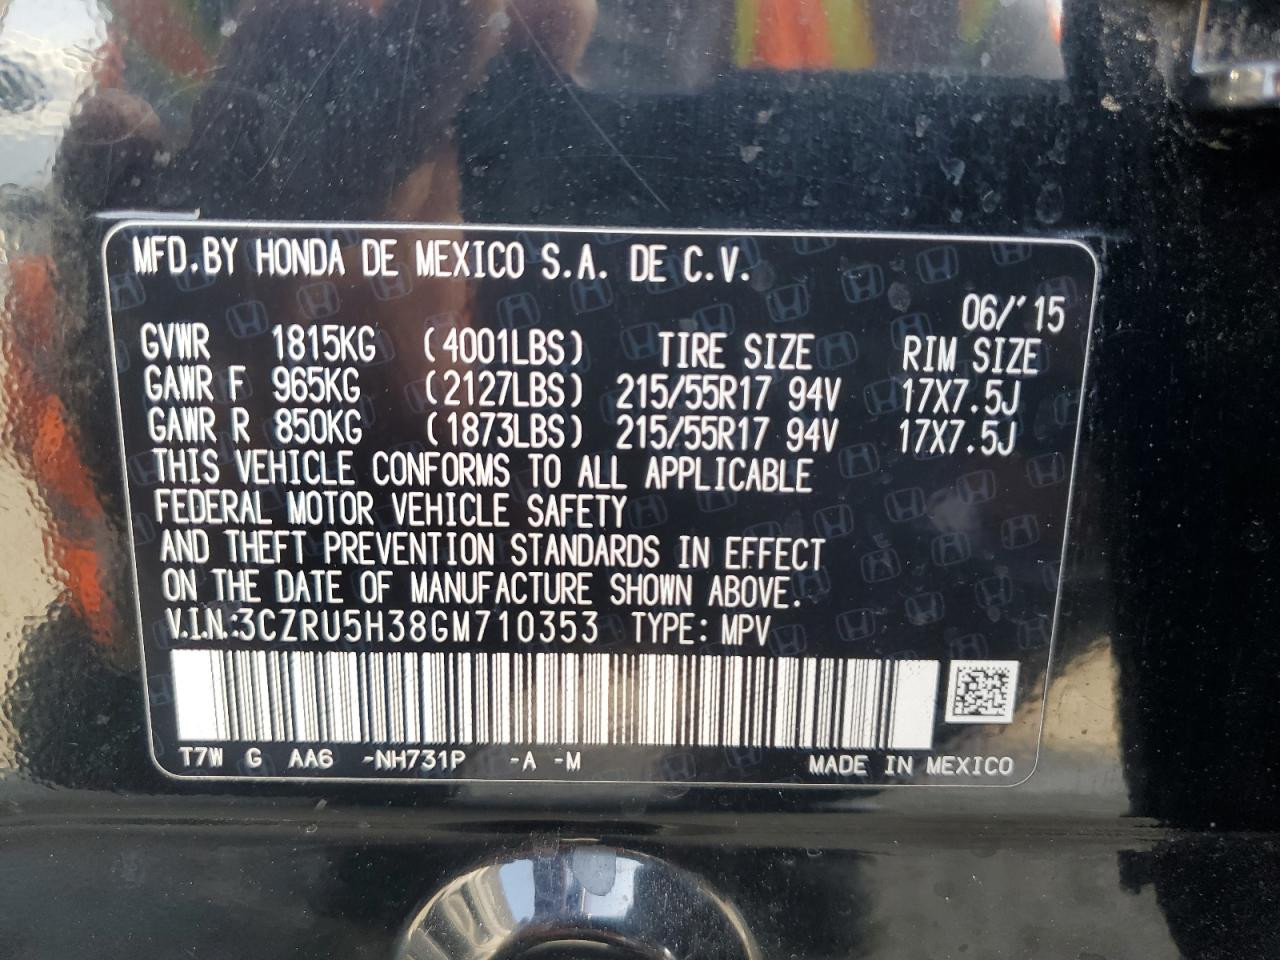 MFD.BY HONDA DE MEXICO S.A. DE C.V.
06/'15
GVWR 1815KG (4001LBS) TIRE SIZE RIM SIZE
GAWR F 965KG (2127LBS) 215/55R17 94V 17X7.5J
GAWR R 850KG (1873LBS) 215/55R17 94V 17X7.5J
THIS VEHICLE CONFORMS TO ALL APPLICABLE
FEDERAL MOTOR VEHICLE SAFETY
AND THEFT PREVENTION STANDARDS IN EFFECT
ON THE DATE OF MANUFACTURE SHOWN ABOVE.
V.I.N.:3CZRU5H38GM710353 TYPE: MPV
T7W G AA6 -NH731P -A -M MADE IN MEXICO